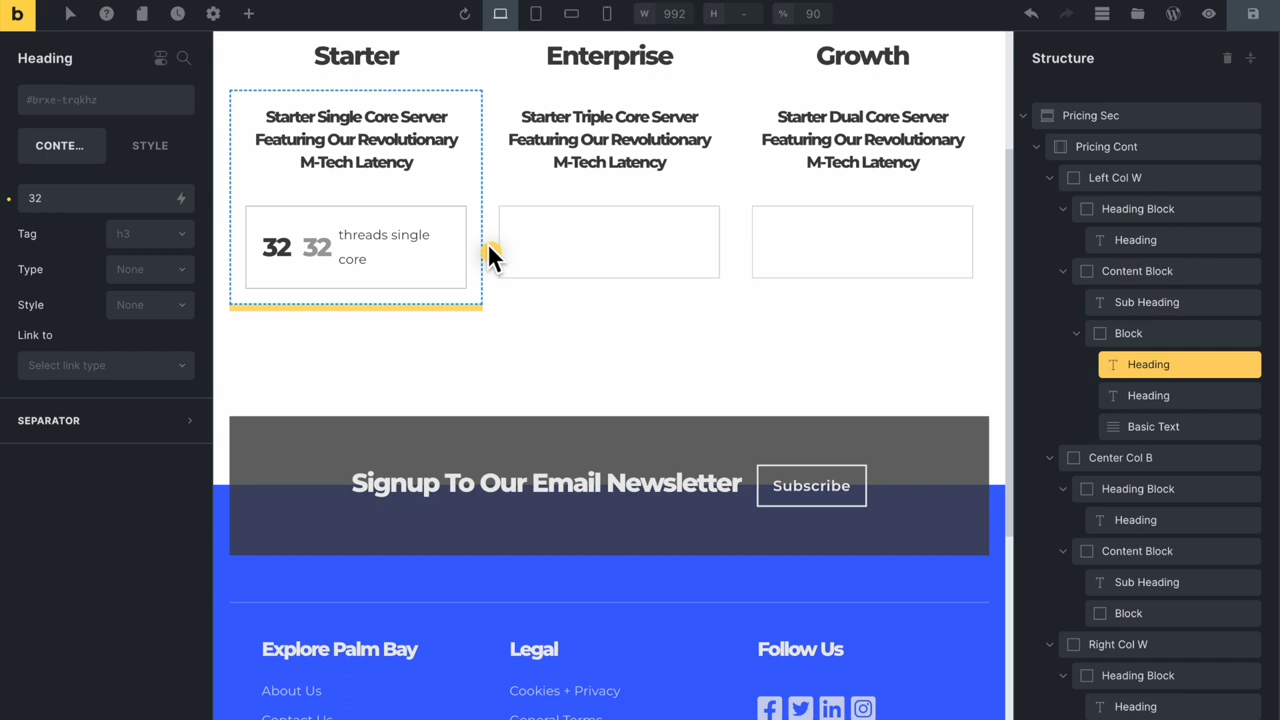 b
W 992
H -
% 90
Heading
#brxe-trqkhz
CONTE...
STYLE
32
Tag
h3
Type
None
Style
None
Link to
Select link type
SEPARATOR
Starter
Enterprise
Growth
Starter Single Core Server
Featuring Our Revolutionary
M-Tech Latency
Starter Triple Core Server
Featuring Our Revolutionary
M-Tech Latency
Starter Dual Core Server
Featuring Our Revolutionary
M-Tech Latency
32 32 threads single
core
Signup To Our Email Newsletter
Subscribe
Explore Palm Bay
Legal
Follow Us
About Us
Cookies + Privacy
Contact Us
General Terms
Structure
Pricing Sec
Pricing Cont
Left Col W
Heading Block
Heading
Content Block
Sub Heading
Block
Heading
Heading
Basic Text
Center Col B
Heading Block
Heading
Content Block
Sub Heading
Block
Right Col W
Heading Block
Heading